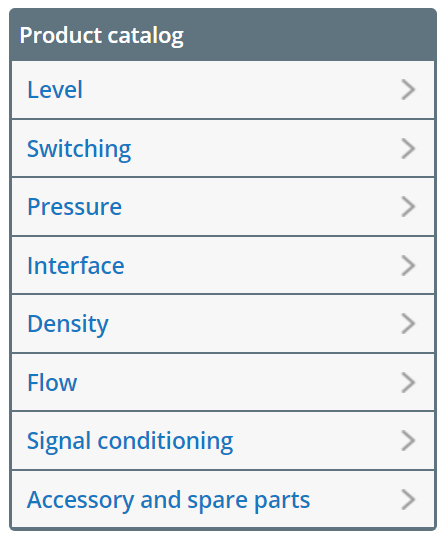 Product catalog
Level
Switching
Pressure
Interface
Density
Flow
Signal conditioning
Accessory and spare parts